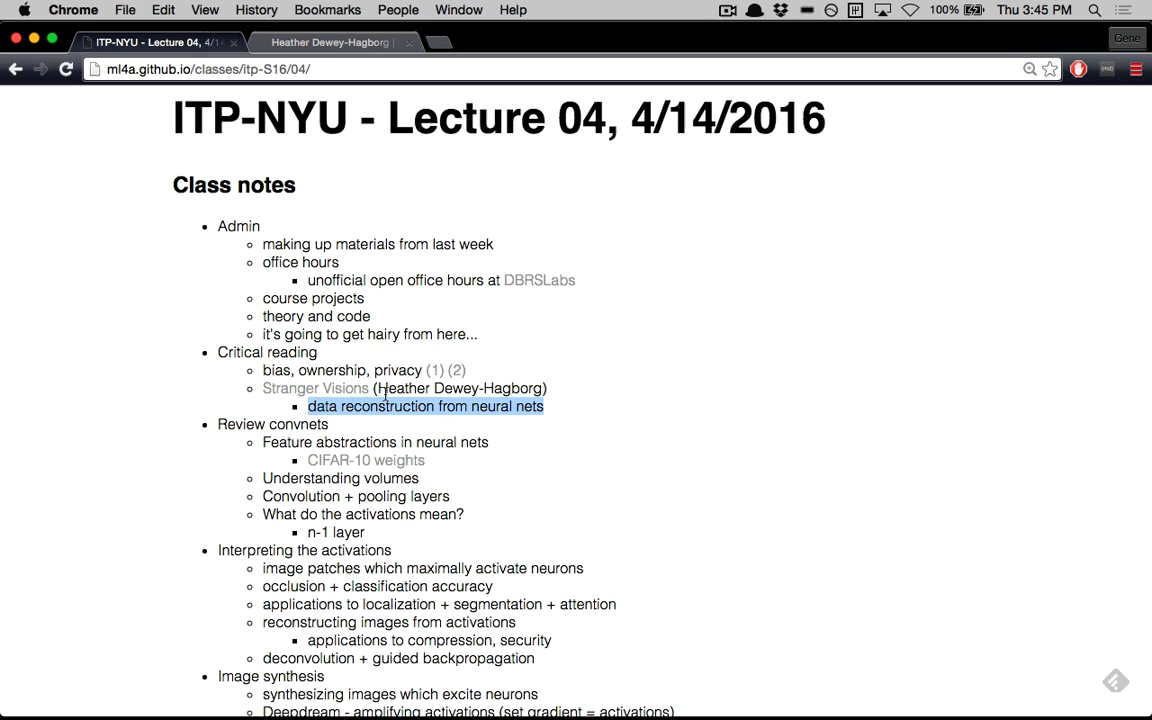 Chrome File Edit View History Bookmarks People Window Help 100% Thu 3:45 PM
ITP-NYU - Lecture 04, 4/14 Heather Dewey-Hagborg Gene
ml4a.github.io/classes/itp-S16/04/
ITP-NYU - Lecture 04, 4/14/2016
Class notes
Admin
making up materials from last week
office hours
unofficial open office hours at DBRSLabs
course projects
theory and code
it's going to get hairy from here...
Critical reading
bias, ownership, privacy (1) (2)
Stranger Visions (Heather Dewey-Hagborg)
data reconstruction from neural nets
Review convnets
Feature abstractions in neural nets
CIFAR-10 weights
Understanding volumes
Convolution + pooling layers
What do the activations mean?
n-1 layer
Interpreting the activations
image patches which maximally activate neurons
occlusion + classification accuracy
applications to localization + segmentation + attention
reconstructing images from activations
applications to compression, security
deconvolution + guided backpropagation
Image synthesis
synthesizing images which excite neurons
Deepdream - amplifying activations (set gradient = activations)